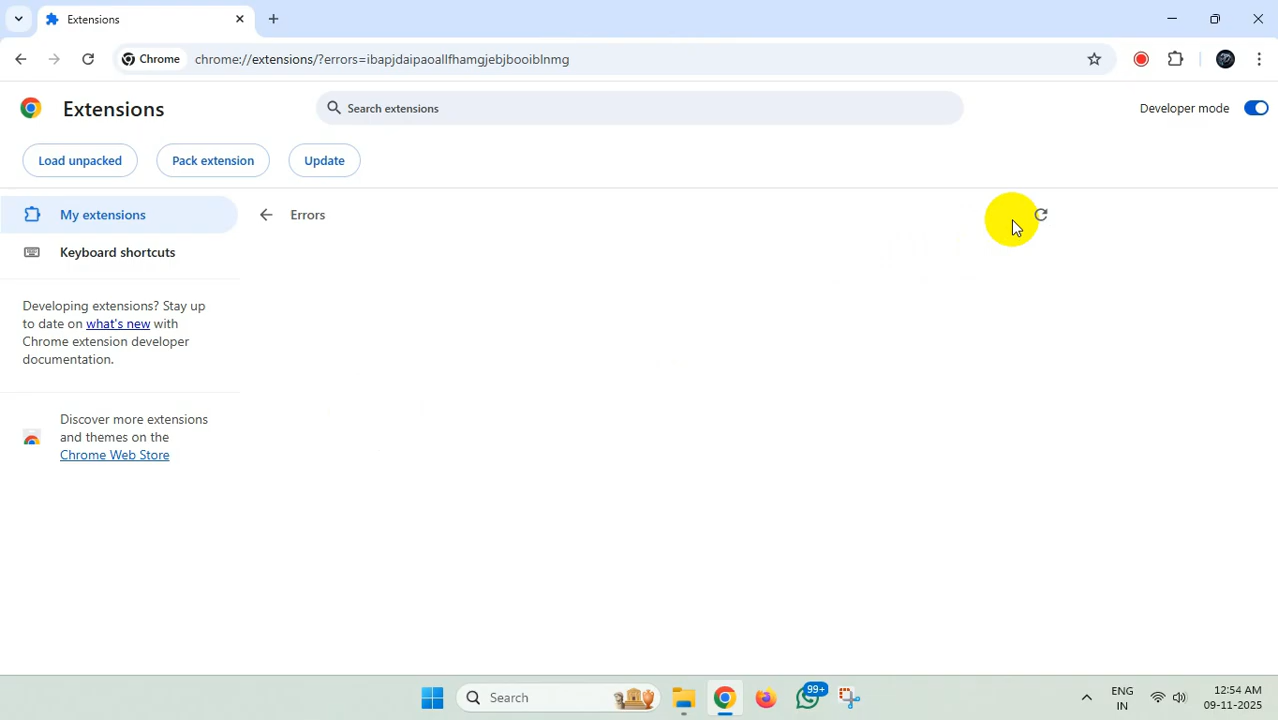 Extensions
Chrome
chrome://extensions/?errors=ibapjdaipaoallfhamgjebjbooiblnmg
Extensions
Search extensions
Developer mode
Load unpacked
Pack extension
Update
My extensions
Errors
Keyboard shortcuts
Developing extensions? Stay up
to date on what's new with
Chrome extension developer
documentation.
Discover more extensions
and themes on the
Chrome Web Store
Search
99+
ENG
IN
12:54 AM
09-11-2025